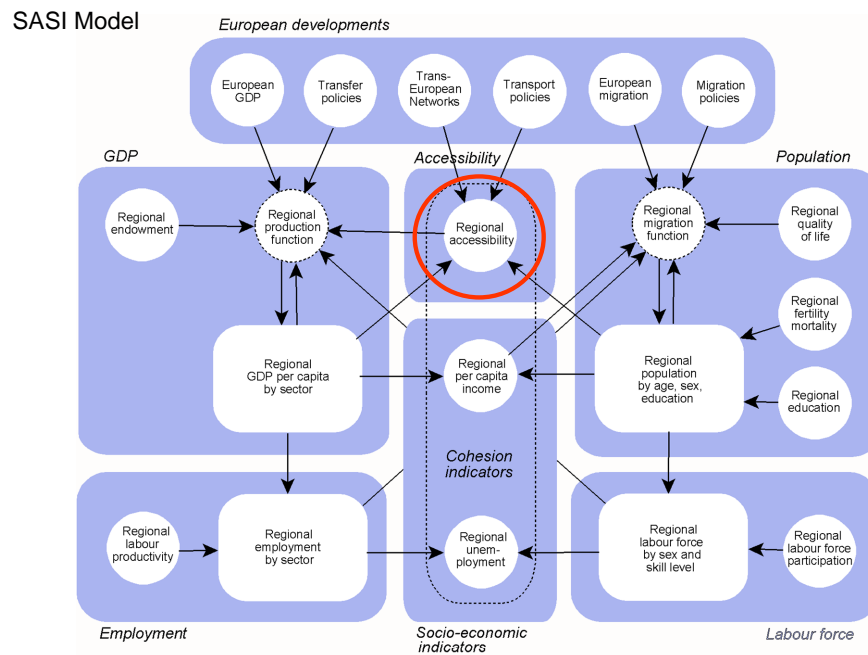 SASI Model
European developments
European
GDP
Transfer
policies
Trans-
European
Networks
Transport
policies
European
migration
Migration
policies
GDP
Accessibility
Population
Regional
endowment
Regional
production
function
Regional
accessibility
Regional
migration
function
Regional
quality
of life
Regional
fertility
mortality
Regional
GDP per capita
by sector
Regional
per capita
income
Regional
population
by age, sex,
education
Regional
education
Cohesion
indicators
Regional
labour
productivity
Regional
employment
by sector
Regional
unem-
ployment
Regional
labour force
by sex and
skill level
Regional
labour force
participation
Employment
Socio-economic
indicators
Labour force